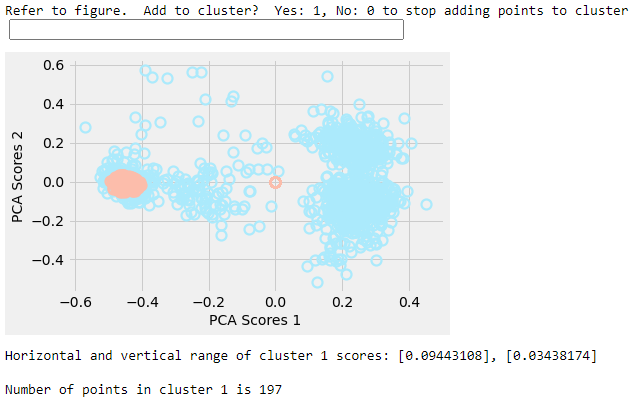 Refer to figure.  Add to cluster?  Yes: 1, No: 0 to stop adding points to cluster
0.6
0.4
0.2
0.0
−0.2
−0.4
PCA Scores 2
−0.6 −0.4 −0.2 0.0 0.2 0.4
PCA Scores 1
Horizontal and vertical range of cluster 1 scores: [0.09443108], [0.03438174]
Number of points in cluster 1 is 197